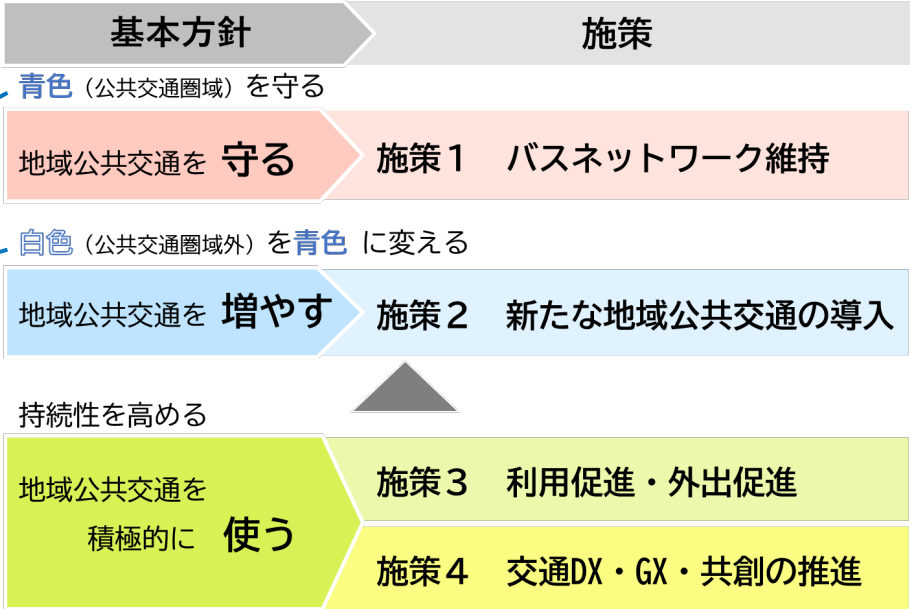 基本方針 施策
青色（公共交通圏域）を守る
地域公共交通を 守る 施策１ バスネットワーク維持
白色（公共交通圏域外）を青色 に変える
地域公共交通を 増やす 施策２ 新たな地域公共交通の導入
持続性を高める
地域公共交通を
積極的に 使う
施策３ 利用促進・外出促進
施策４ 交通DX・GX・共創の推進